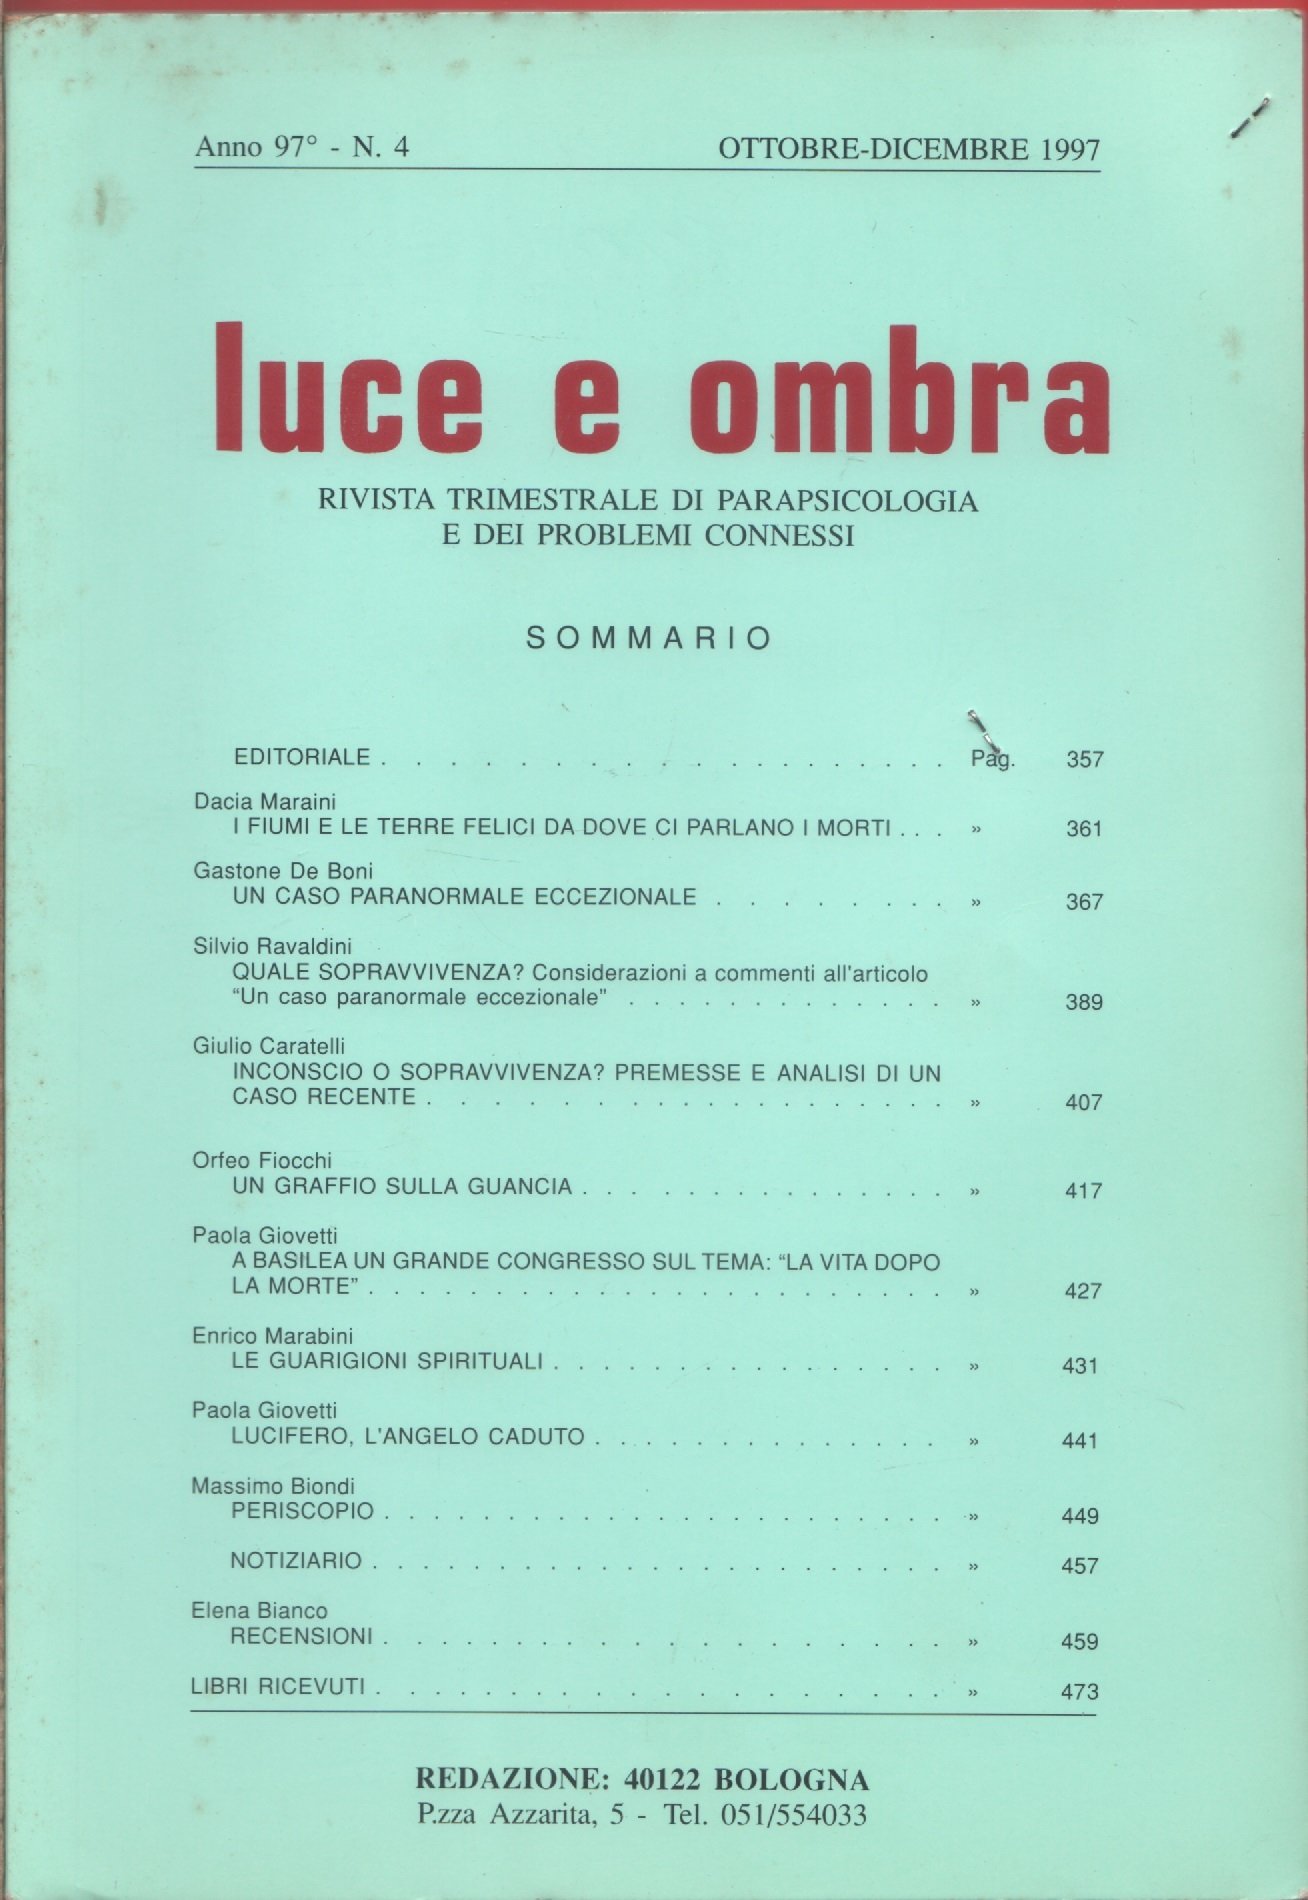 Anno 97° - N. 4 OTTOBRE-DICEMBRE 1997
luce e ombra
RIVISTA TRIMESTRALE DI PARAPSICOLOGIA
E DEI PROBLEMI CONNESSI
SOMMARIO
EDITORIALE . . . . . . . . . . . . . . . . . Pag. 357
Dacia Maraini
I FIUMI E LE TERRE FELICI DA DOVE CI PARLANO I MORTI . . . » 361
Gastone De Boni
UN CASO PARANORMALE ECCEZIONALE . . . . . . . . » 367
Silvio Ravaldini
QUALE SOPRAVVIVENZA? Considerazioni a commenti all'articolo
“Un caso paranormale eccezionale” . . . . . . . . . . . . . » 389
Giulio Caratelli
INCONSCIO O SOPRAVVIVENZA? PREMESSE E ANALISI DI UN
CASO RECENTE . . . . . . . . . . . . . . . . » 407
Orfeo Fiocchi
UN GRAFFIO SULLA GUANCIA . . . . . . . . . . . . . » 417
Paola Giovetti
A BASILEA UN GRANDE CONGRESSO SUL TEMA: “LA VITA DOPO
LA MORTE” . . . . . . . . . . . . . . . . . . » 427
Enrico Marabini
LE GUARIGIONI SPIRITUALI . . . . . . . . . . . . . . » 431
Paola Giovetti
LUCIFERO, L'ANGELO CADUTO . . . . . . . . . . . . » 441
Massimo Biondi
PERISCOPIO . . . . . . . . . . . . . . . . . . » 449
NOTIZIARIO . . . . . . . . . . . . . . . . . . » 457
Elena Bianco
RECENSIONI . . . . . . . . . . . . . . . . » 459
LIBRI RICEVUTI . . . . . . . . . . . . . . . . » 473
REDAZIONE: 40122 BOLOGNA
P.zza Azzarita, 5 - Tel. 051/554033